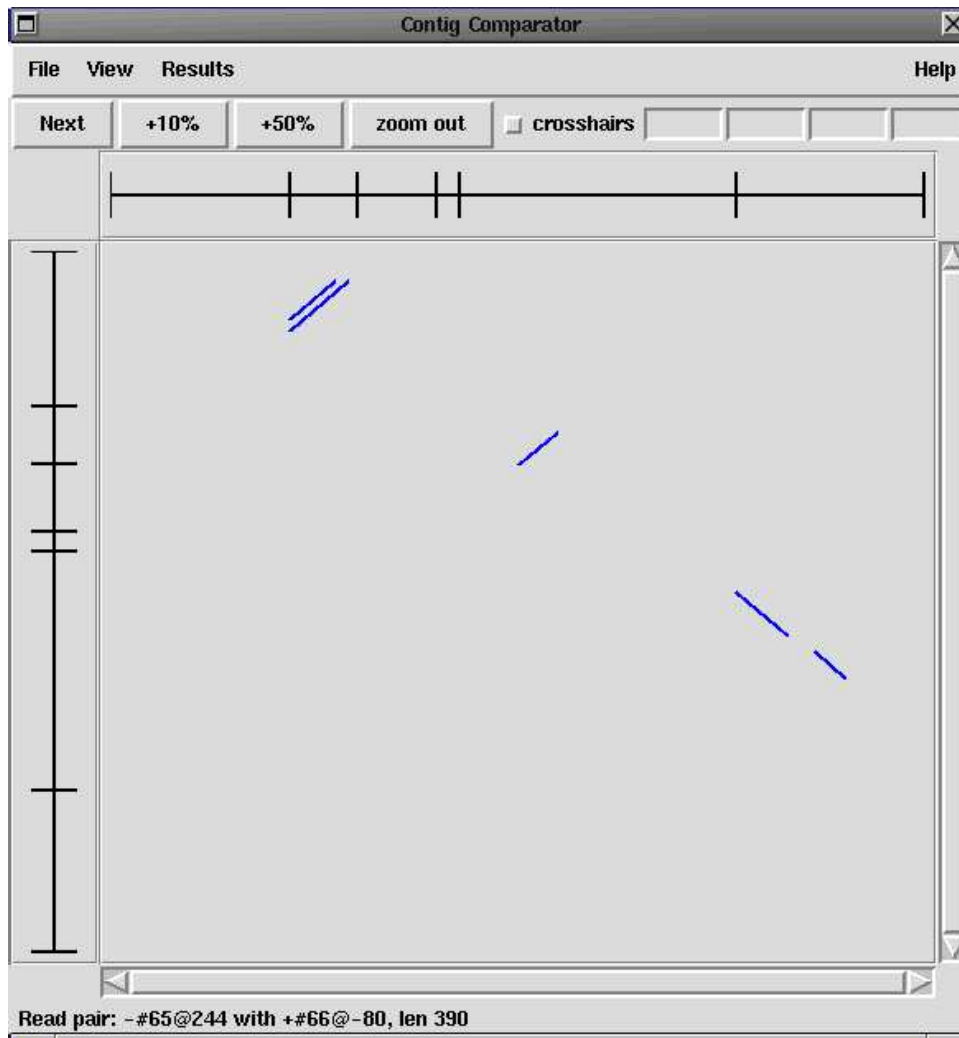 Contig Comparator
File View Results Help
Next +10% +50% zoom out crosshairs
Read pair: -#65@244 with +#66@-80, len 390